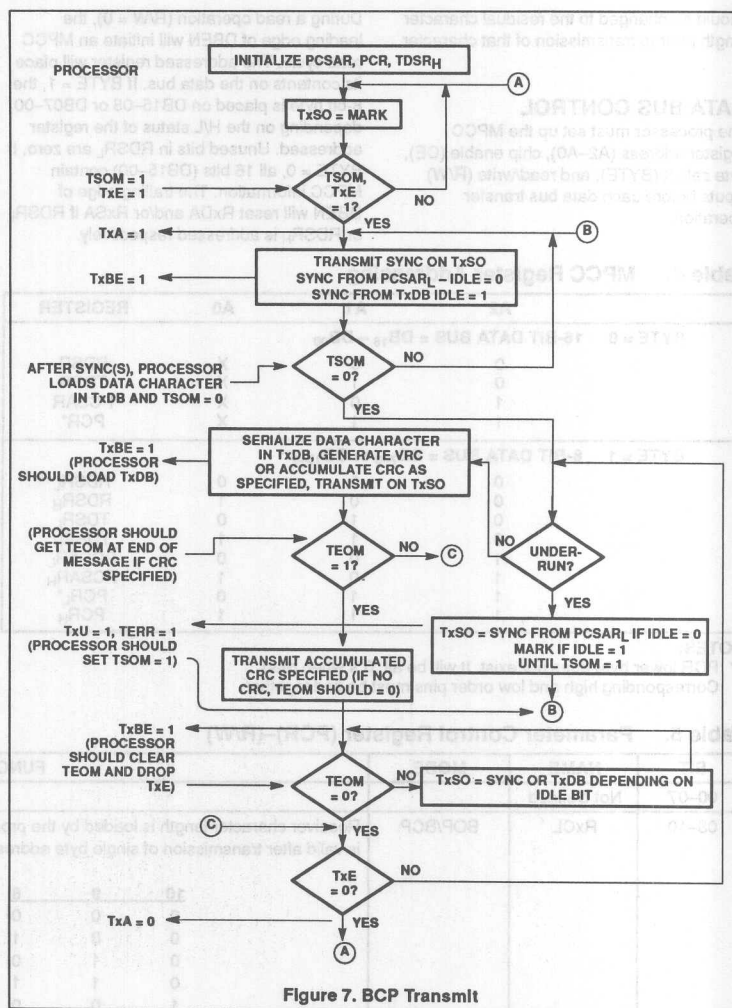 PROCESSOR
INITIALIZE PCSAR, PCR, TDSRH
A
TxSO = MARK
TSOM = 1
TxE = 1
TSOM,
TxE
= 1?
NO
YES
TxA = 1
B
TxBE = 1
TRANSMIT SYNC ON TxSO
SYNC FROM PCSARL – IDLE = 0
SYNC FROM TxDB IDLE = 1
AFTER SYNC(S), PROCESSOR
LOADS DATA CHARACTER
IN TxDB AND TSOM = 0
TSOM
= 0?
NO
YES
TxBE = 1
(PROCESSOR
SHOULD LOAD TxDB)
SERIALIZE DATA CHARACTER
IN TxDB, GENERATE VRC
OR ACCUMULATE CRC AS
SPECIFIED, TRANSMIT ON TxSO
(PROCESSOR SHOULD
GET TEOM AT END OF
MESSAGE IF CRC
SPECIFIED)
TEOM
= 1?
NO
C
NO
UNDER-
RUN?
YES
YES
TxU = 1, TERR = 1
(PROCESSOR SHOULD
SET TSOM = 1)
TxSO = SYNC FROM PCSARL IF IDLE = 0
MARK IF IDLE = 1
UNTIL TSOM = 1
TRANSMIT ACCUMULATED
CRC SPECIFIED (IF NO
CRC, TEOM SHOULD = 0)
B
TxBE = 1
(PROCESSOR
SHOULD CLEAR
TEOM AND DROP
TxE)
TEOM
= 0?
NO
TxSO = SYNC OR TxDB DEPENDING ON
IDLE BIT
C
YES
TxE
= 0?
NO
TxA = 0
YES
A
Figure 7. BCP Transmit